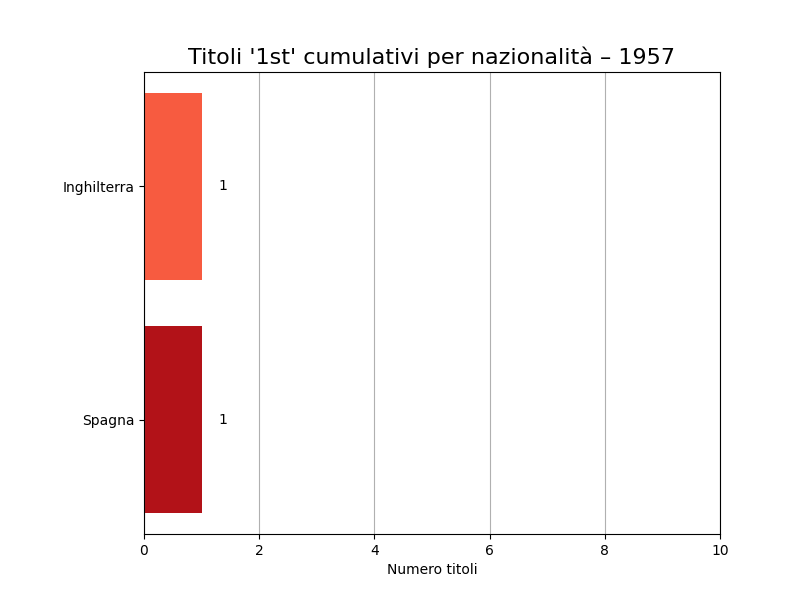 Titoli '1st' cumulativi per nazionalità – 1957
Inghilterra
1
Spagna
1
0 2 4 6 8 10
Numero titoli